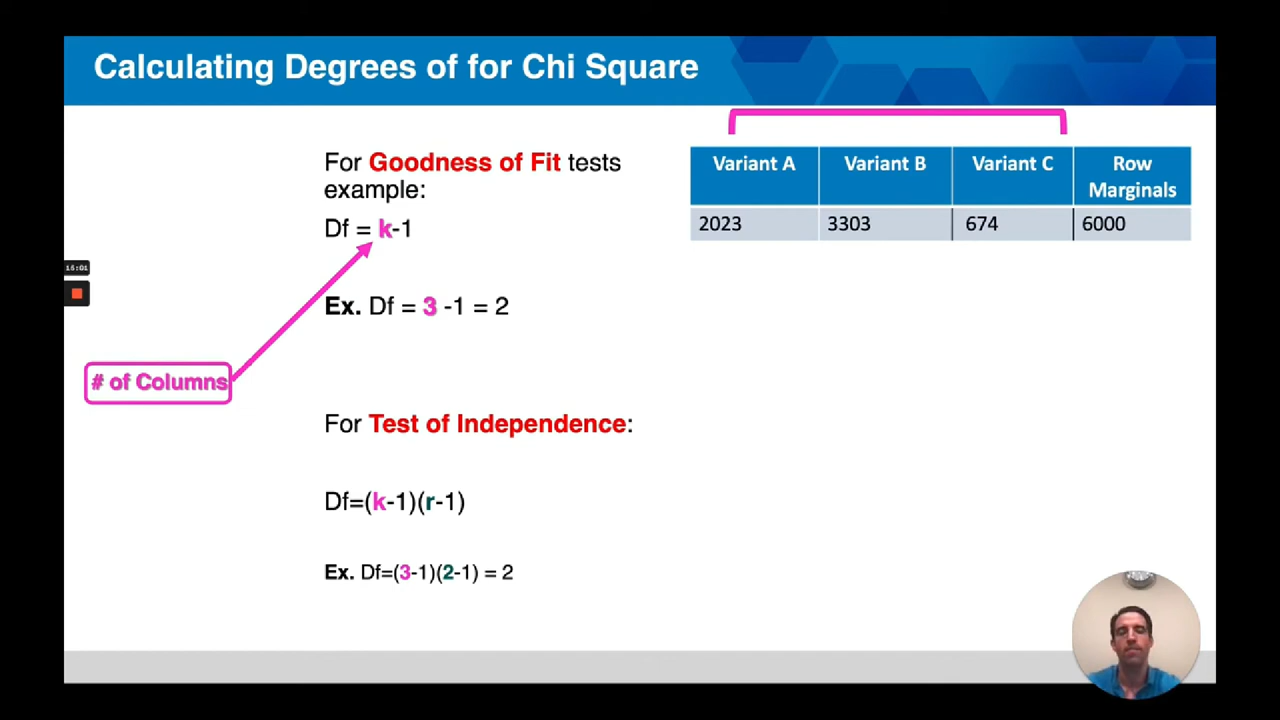 Calculating Degrees of for Chi Square
For Goodness of Fit tests
example:
Df = k-1
Ex. Df = 3 -1 = 2
# of Columns
For Test of Independence:
Df=(k-1)(r-1)
Ex. Df=(3-1)(2-1) = 2
Variant A Variant B Variant C Row
Marginals
2023 3303 674 6000
15:01